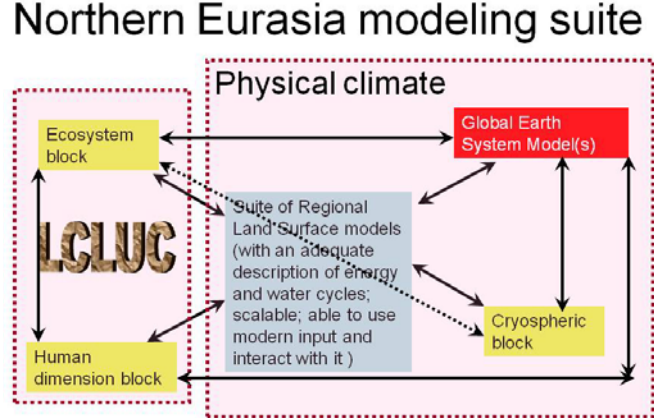 Northern Eurasia modeling suite
Physical climate
Ecosystem
block
Global Earth
System Model(s)
LCLUC
Suite of Regional
Land Surface models
(with an adequate
description of energy
and water cycles;
scalable; able to use
modern input and
interact with it )
Cryospheric
block
Human
dimension block